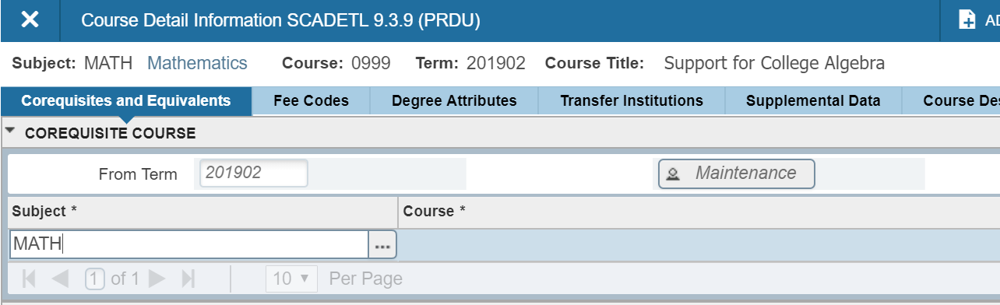 Course Detail Information SCADETL 9.3.9 (PRDU)
Subject: MATH Mathematics Course: 0999 Term: 201902 Course Title: Support for College Algebra
Corequisites and Equivalents Fee Codes Degree Attributes Transfer Institutions Supplemental Data Course Des
COREQUISITE COURSE
From Term 201902 Maintenance
Subject * Course *
MATH ...
1 of 1 10 Per Page